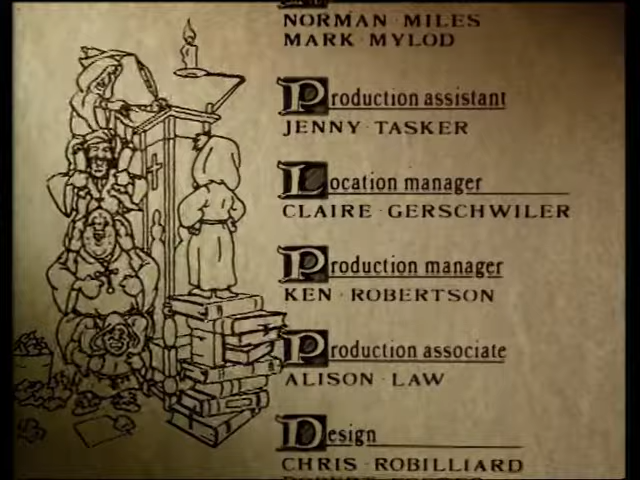 NORMAN · MILES
MARK · MYLOD
Production assistant
JENNY · TASKER
Location manager
CLAIRE · GERSCHWILER
Production manager
KEN · ROBERTSON
Production associate
ALISON · LAW
Design
CHRIS · ROBILLIARD